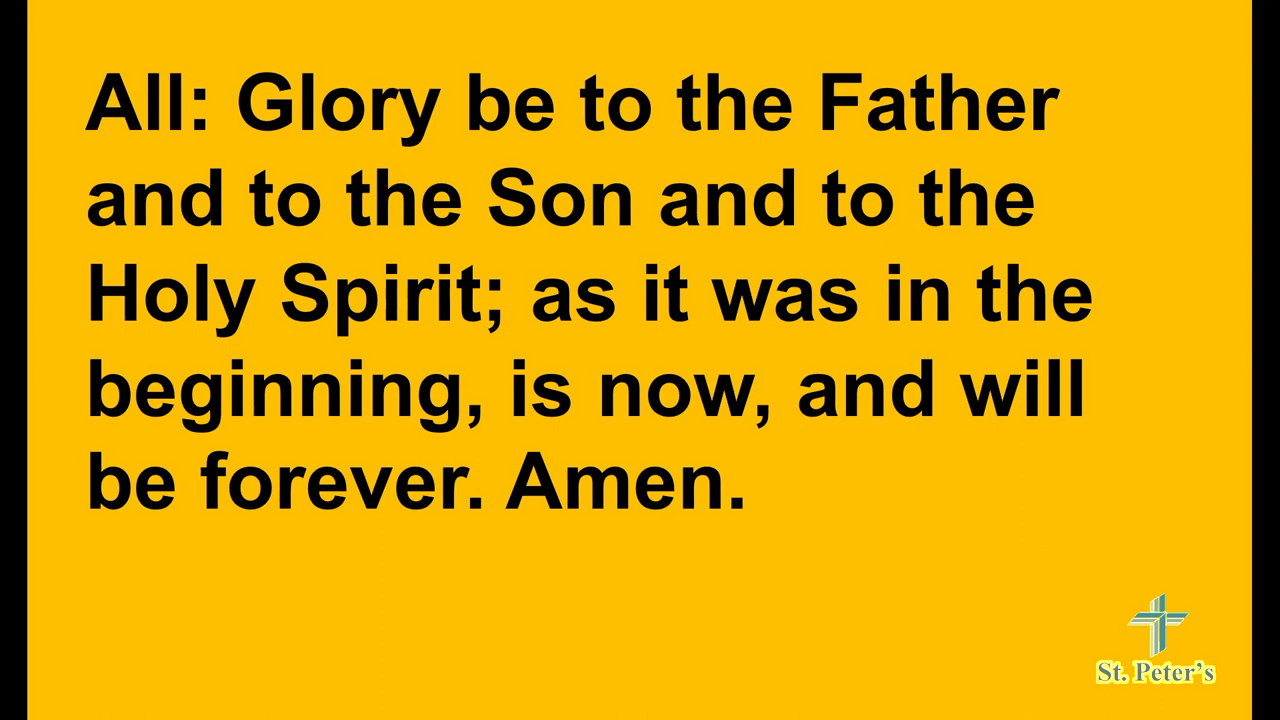 All: Glory be to the Father
and to the Son and to the
Holy Spirit; as it was in the
beginning, is now, and will
be forever. Amen.
St. Peter's